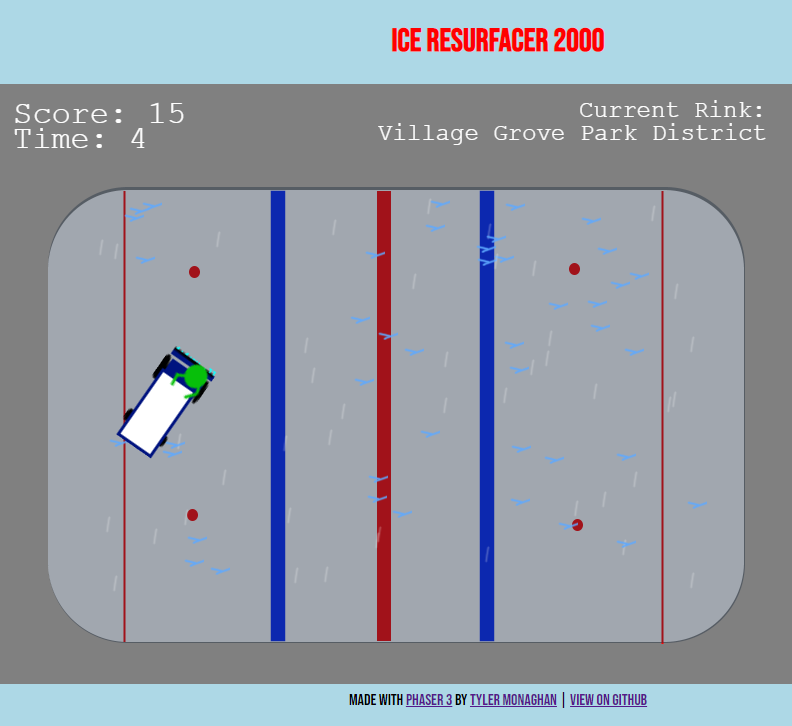 ICE RESURFACER 2000
Score: 15
Time: 4
Current Rink:
Village Grove Park District
MADE WITH PHASER 3 BY TYLER MONAGHAN | VIEW ON GITHUB